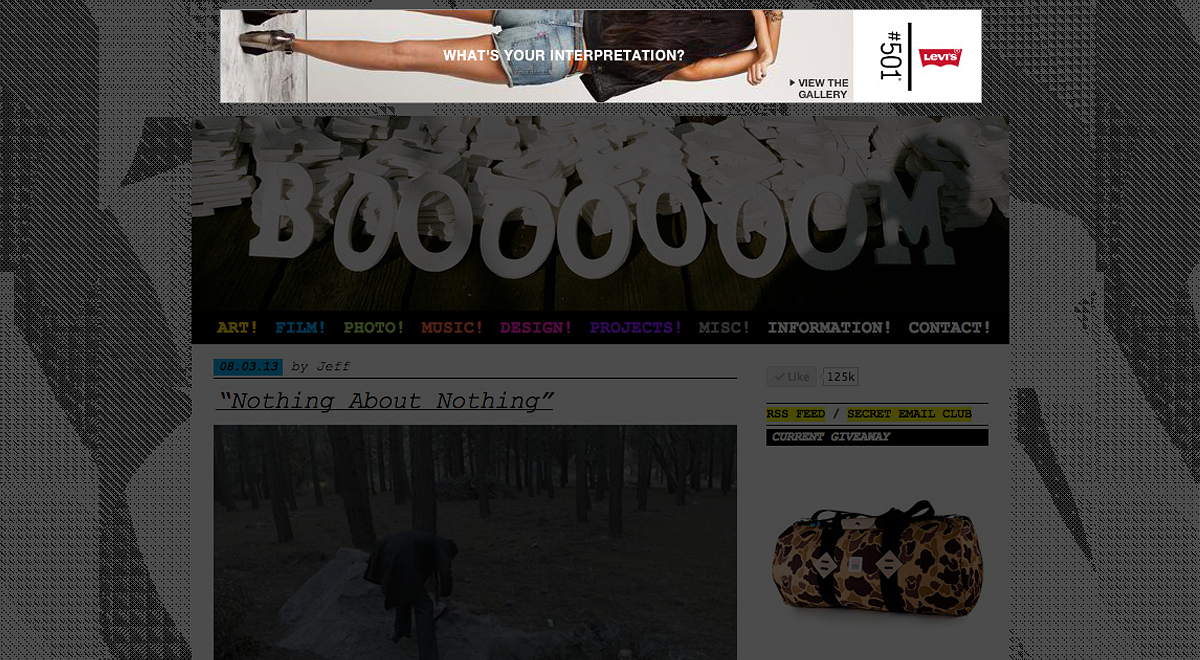 WHAT'S YOUR INTERPRETATION?
VIEW THE
GALLERY
#501
LEVI'S
BOOOOOOOM
ART! FILM! PHOTO! MUSIC! DESIGN! PROJECTS! MISC! INFORMATION! CONTACT!
08.03.13 by Jeff
Like 125k
“Nothing About Nothing”
RSS FEED / SECRET EMAIL CLUB
CURRENT GIVEAWAY